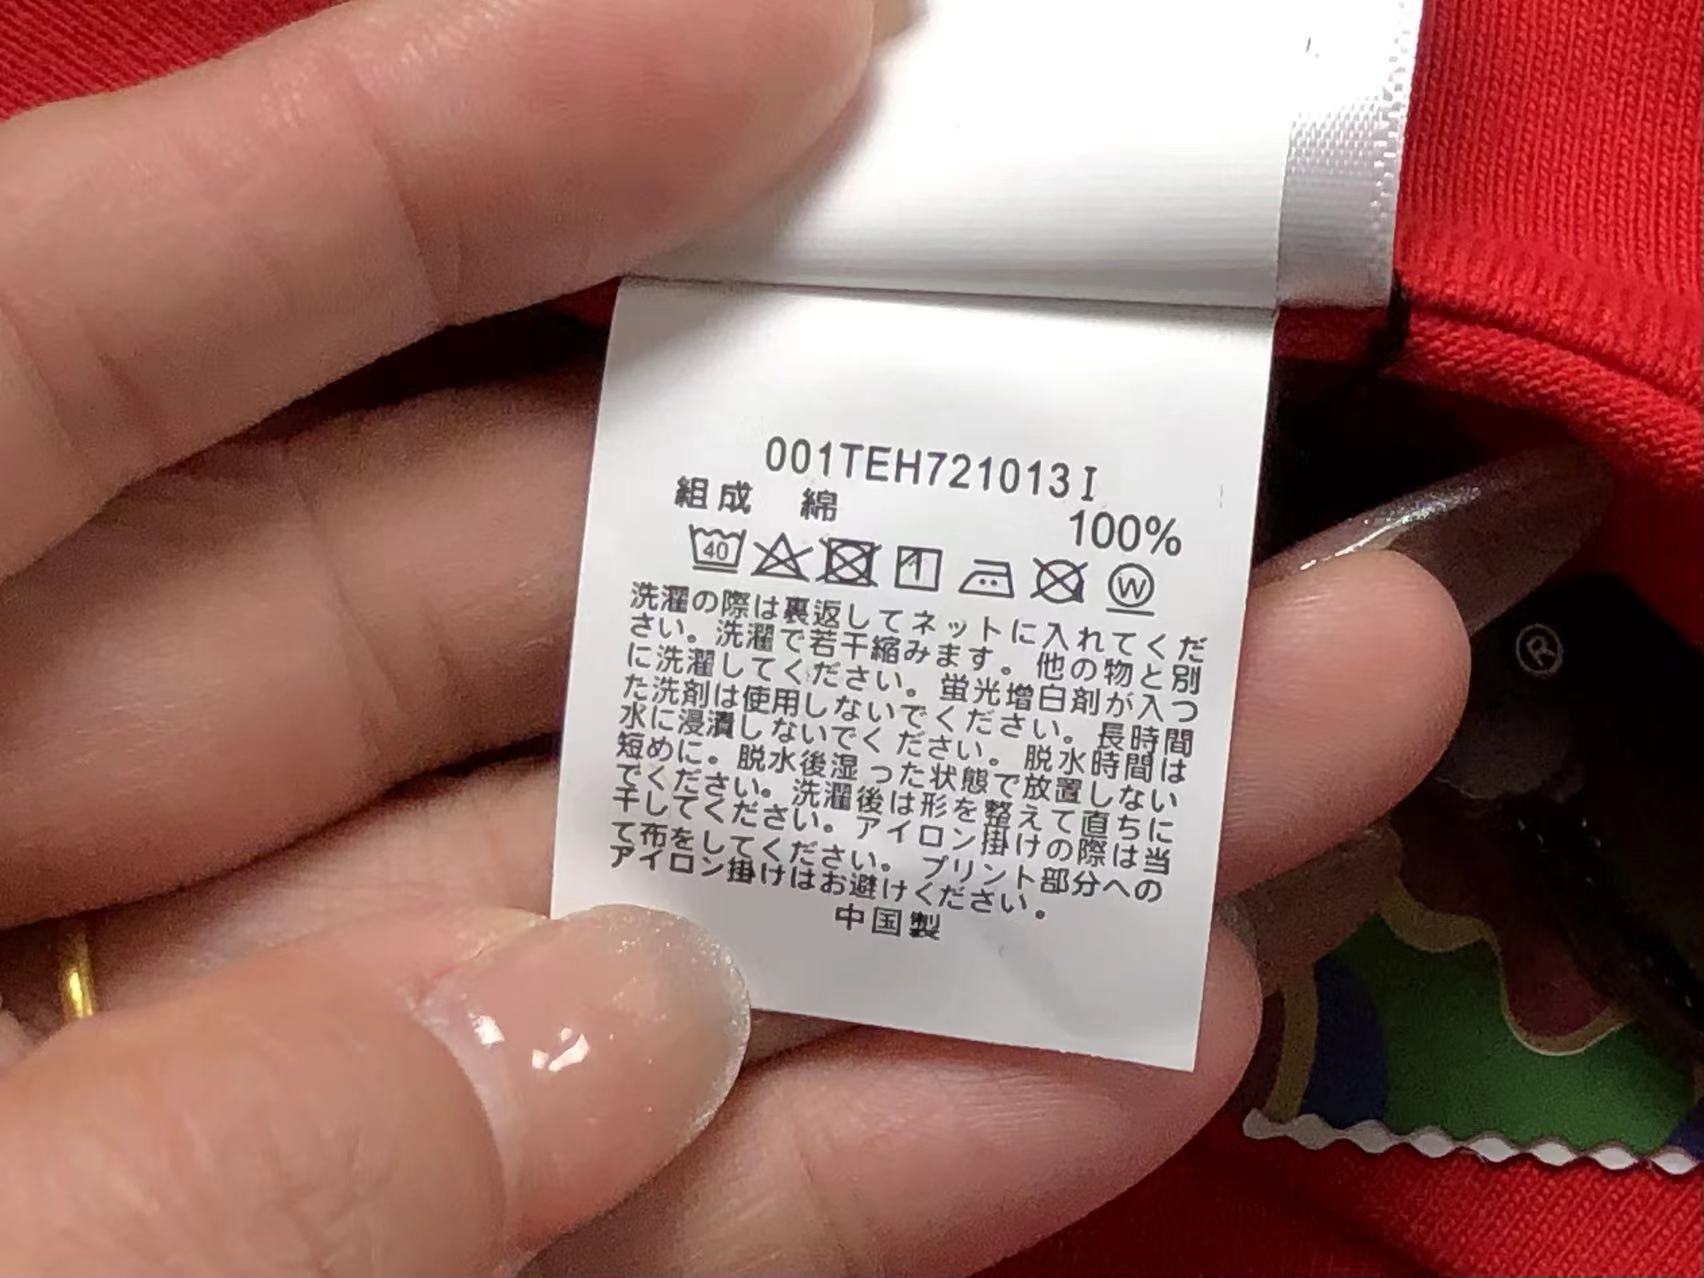 001TEH721013I
組成 綿 100%
40 W
洗濯の際は裏返してネットに入れてくだ
さい。洗濯で若干縮みます。他の物と別
に洗濯してください。蛍光増白剤が入つ
た洗剤は使用しないでください。長時間
水に浸漬しないでください。脱水時間は
短めに。脱水後湿った状態で放置しない
でください。洗濯後は形を整えて直ちに
干してください。アイロン掛けの際は当
て布をしてください。プリント部分への
アイロン掛けはお避けください。
中国製
®